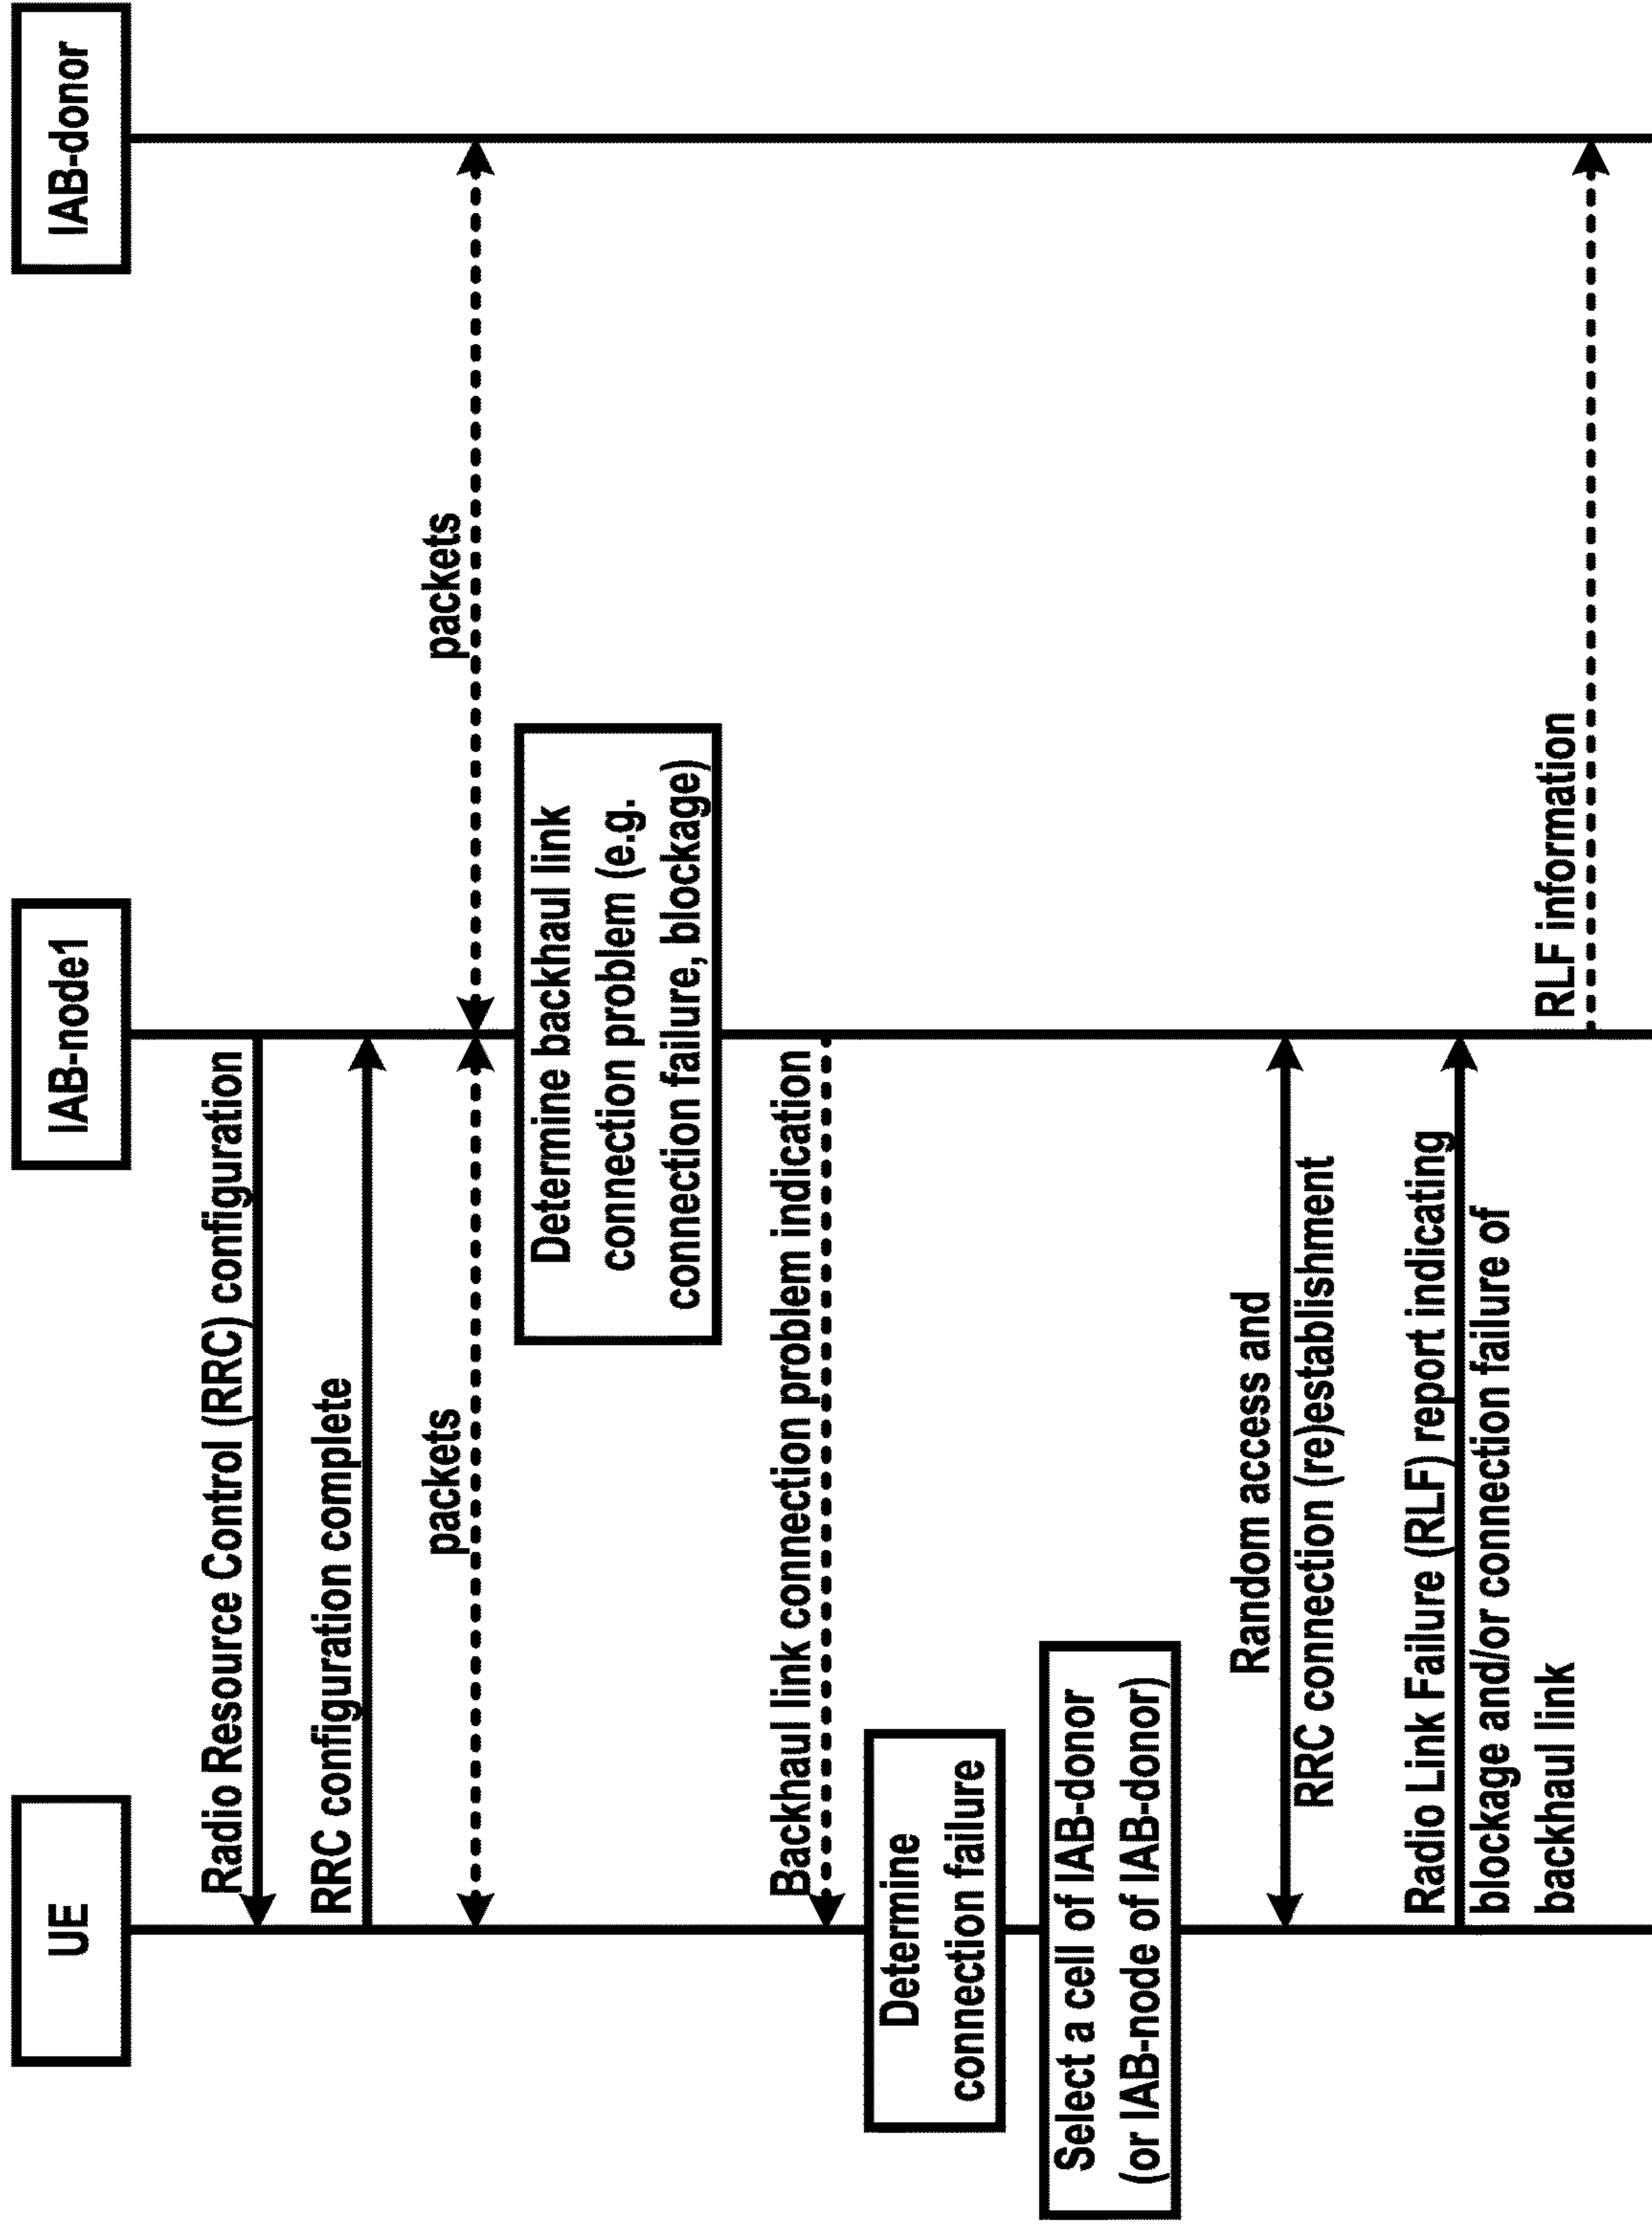 UE
IAB-node1
IAB-donor
Radio Resource Control (RRC) configuration
RRC configuration complete
packets
packets
Determine backhaul link
connection problem (e.g.
connection failure, blockage)
Backhaul link connection problem indication
Determine
connection failure
Select a cell of IAB-donor
(or IAB-node of IAB-donor)
Random access and
RRC connection (re)establishment
Radio Link Failure (RLF) report indicating
blockage and/or connection failure of
backhaul link
RLF information